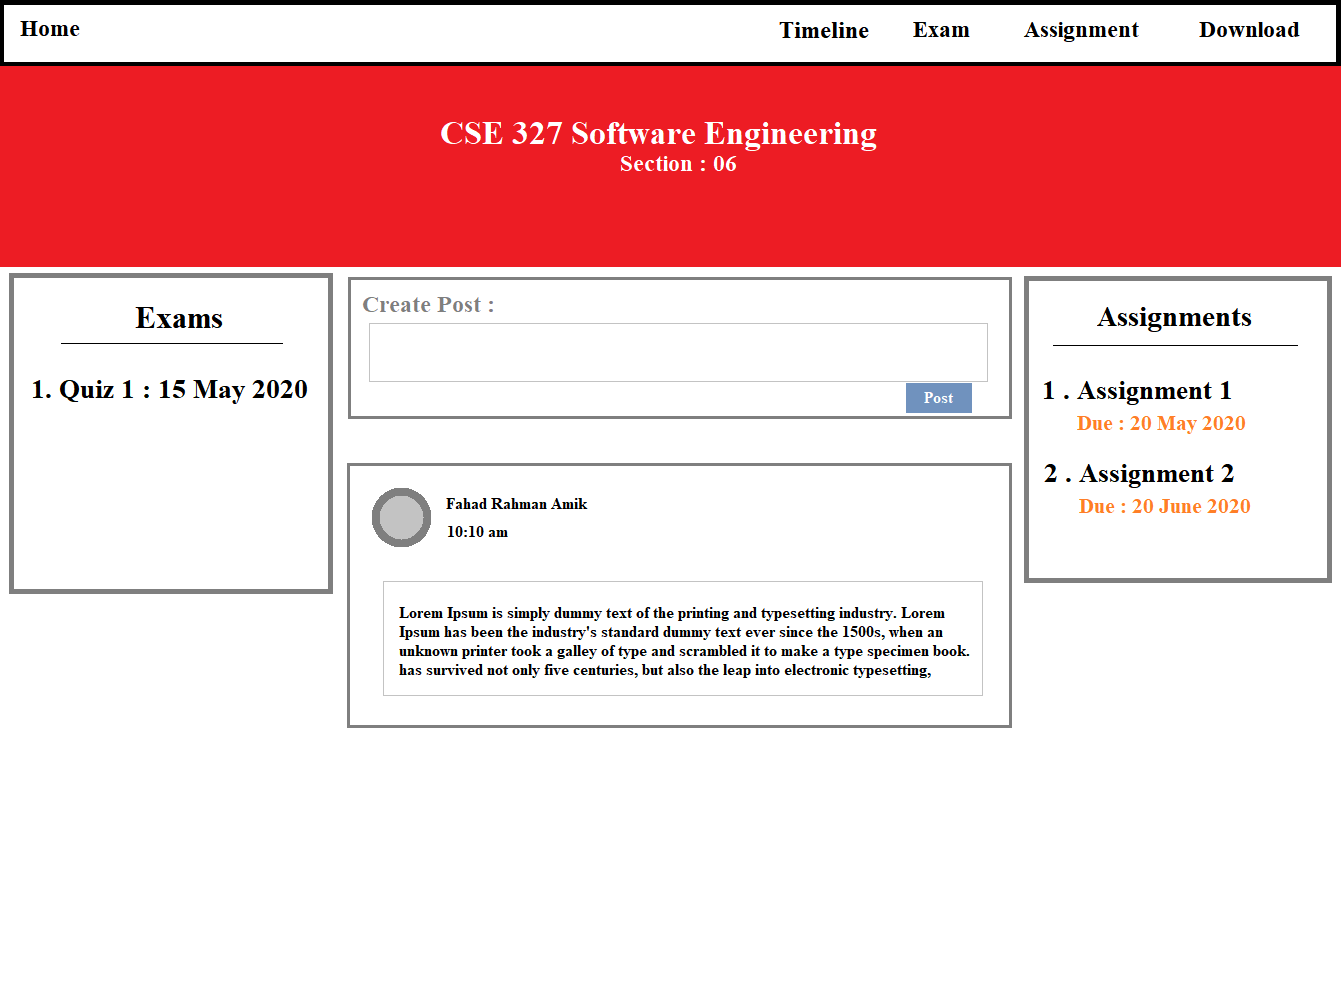 Home
Timeline
Exam
Assignment
Download
CSE 327 Software Engineering
Section : 06
Exams
1. Quiz 1 : 15 May 2020
Create Post :
Post
Fahad Rahman Amik
10:10 am
Lorem Ipsum is simply dummy text of the printing and typesetting industry. Lorem
Ipsum has been the industry's standard dummy text ever since the 1500s, when an
unknown printer took a galley of type and scrambled it to make a type specimen book.
has survived not only five centuries, but also the leap into electronic typesetting,
Assignments
1 . Assignment 1
Due : 20 May 2020
2 . Assignment 2
Due : 20 June 2020